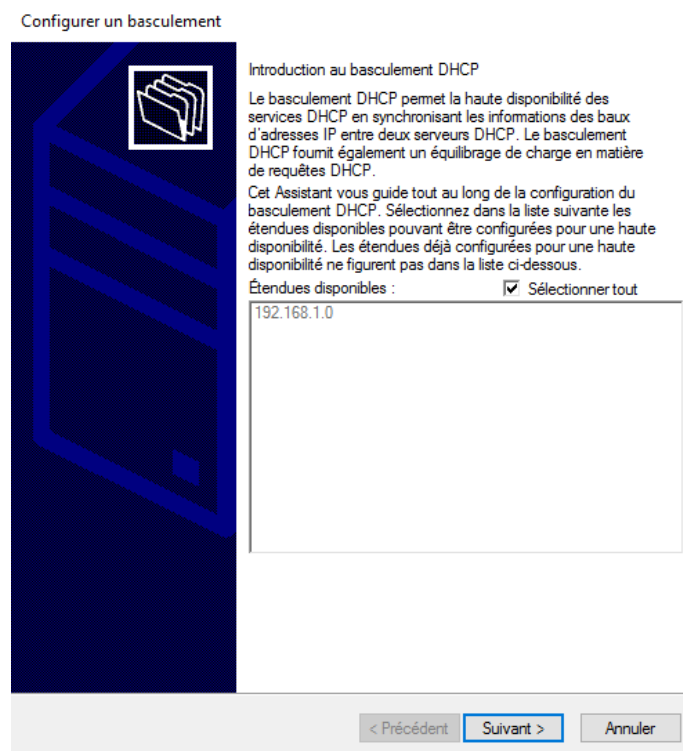 Configurer un basculement
Introduction au basculement DHCP
Le basculement DHCP permet la haute disponibilité des
services DHCP en synchronisant les informations des baux
d'adresses IP entre deux serveurs DHCP. Le basculement
DHCP fournit également un équilibrage de charge en matière
de requêtes DHCP.
Cet Assistant vous guide tout au long de la configuration du
basculement DHCP. Sélectionnez dans la liste suivante les
étendues disponibles pouvant être configurées pour une haute
disponibilité. Les étendues déjà configurées pour une haute
disponibilité ne figurent pas dans la liste ci-dessous.
Étendues disponibles : Sélectionner tout
192.168.1.0
< Précédent Suivant > Annuler